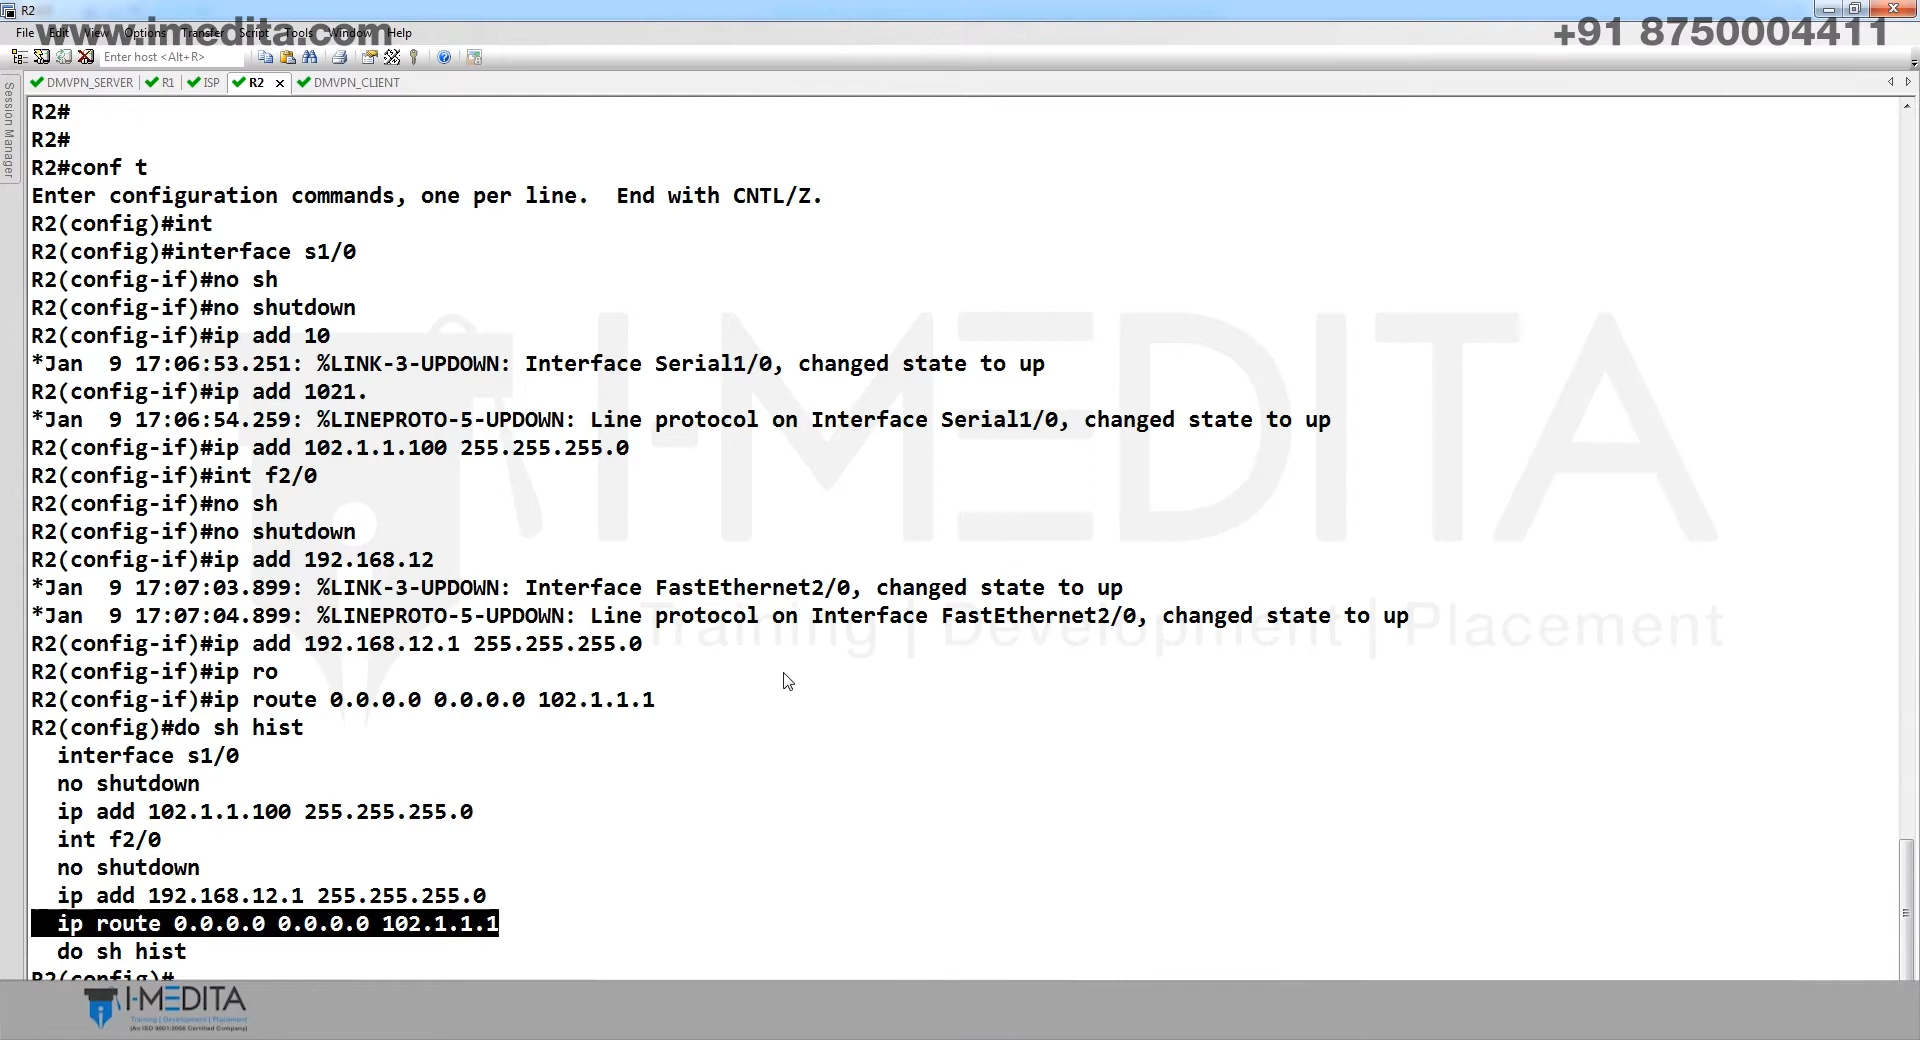 R2
www.imedita.com
+91 8750004411
File Edit View Options Transfer Script Tools Window Help
Enter host <Alt+R>
DMVPN_SERVER R1 ISP R2 DMVPN_CLIENT
Session Manager
R2#
R2#
R2#conf t
Enter configuration commands, one per line.  End with CNTL/Z.
R2(config)#int
R2(config)#interface s1/0
R2(config-if)#no sh
R2(config-if)#no shutdown
R2(config-if)#ip add 10
*Jan  9 17:06:53.251: %LINK-3-UPDOWN: Interface Serial1/0, changed state to up
R2(config-if)#ip add 1021.
*Jan  9 17:06:54.259: %LINEPROTO-5-UPDOWN: Line protocol on Interface Serial1/0, changed state to up
R2(config-if)#ip add 102.1.1.100 255.255.255.0
R2(config-if)#int f2/0
R2(config-if)#no sh
R2(config-if)#no shutdown
R2(config-if)#ip add 192.168.12
*Jan  9 17:07:03.899: %LINK-3-UPDOWN: Interface FastEthernet2/0, changed state to up
*Jan  9 17:07:04.899: %LINEPROTO-5-UPDOWN: Line protocol on Interface FastEthernet2/0, changed state to up
R2(config-if)#ip add 192.168.12.1 255.255.255.0
R2(config-if)#ip ro
R2(config-if)#ip route 0.0.0.0 0.0.0.0 102.1.1.1
R2(config)#do sh hist
  interface s1/0
  no shutdown
  ip add 102.1.1.100 255.255.255.0
  int f2/0
  no shutdown
  ip add 192.168.12.1 255.255.255.0
  ip route 0.0.0.0 0.0.0.0 102.1.1.1
  do sh hist
R2(config)#
I-MEDITA
Training | Development | Placement
I-MEDITA
Training | Development | Placement
(An ISO 9001:2008 Certified Company)